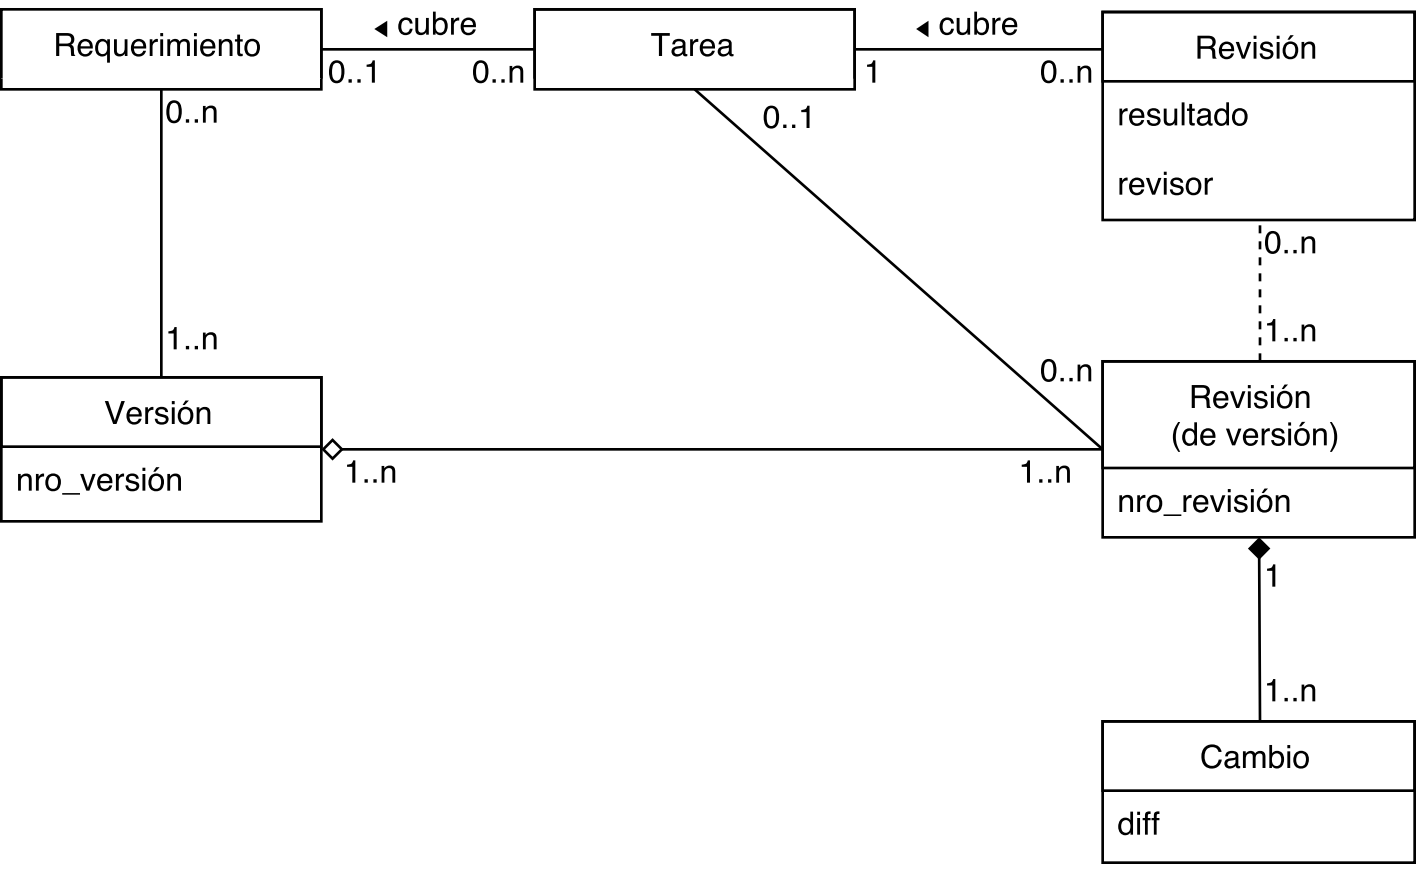 ◄ cubre
◄ cubre
Requerimiento
Tarea
Revisión
0..1
0..n
1
0..n
resultado
revisor
0..n
0..1
0..n
1..n
1..n
0..n
Versión
nro_versión
Revisión
(de versión)
nro_revisión
1..n
1..n
1
1..n
Cambio
diff